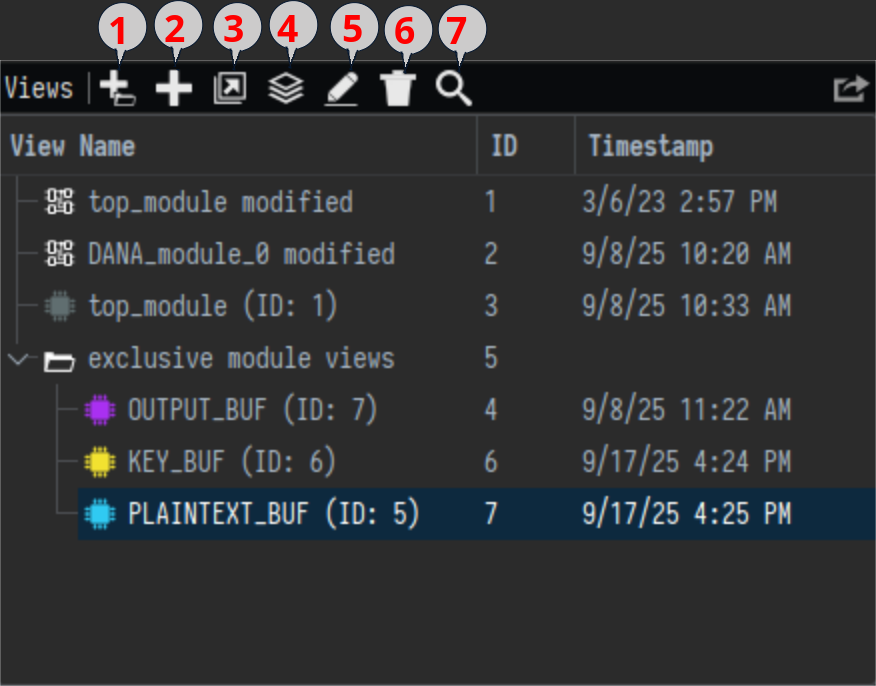 1 2 3 4 5 6 7
Views
View Name ID Timestamp
top_module modified 1 3/6/23 2:57 PM
DANA_module_0 modified 2 9/8/25 10:20 AM
top_module (ID: 1) 3 9/8/25 10:33 AM
exclusive module views 5
OUTPUT_BUF (ID: 7) 4 9/8/25 11:22 AM
KEY_BUF (ID: 6) 6 9/17/25 4:24 PM
PLAINTEXT_BUF (ID: 5) 7 9/17/25 4:25 PM